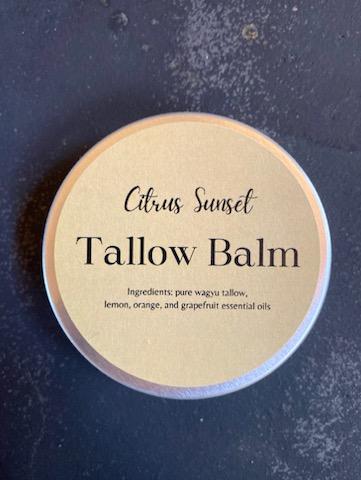 Citrus Sunset
Tallow Balm
Ingredients: pure wagyu tallow,
lemon, orange, and grapefruit essential oils